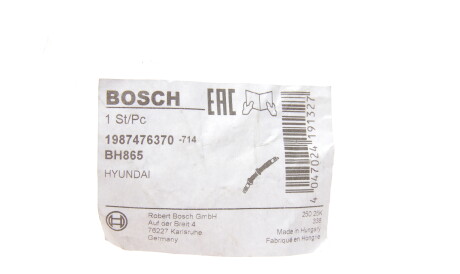 BOSCH EAC
1 St/Pc
1987476370 -714
BH865
HYUNDAI
4 047024 191327
BOSCH
Robert Bosch GmbH
Auf der Breit 4
76227 Karlsruhe
Germany
Made in Hungary
Fabriqué en Hongrie